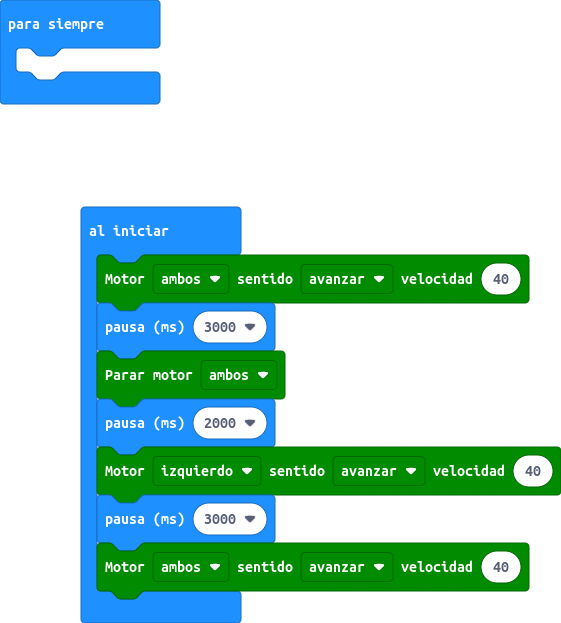 para siempre
al iniciar
Motor ambos sentido avanzar velocidad 40
pausa (ms) 3000
Parar motor ambos
pausa (ms) 2000
Motor izquierdo sentido avanzar velocidad 40
pausa (ms) 3000
Motor ambos sentido avanzar velocidad 40